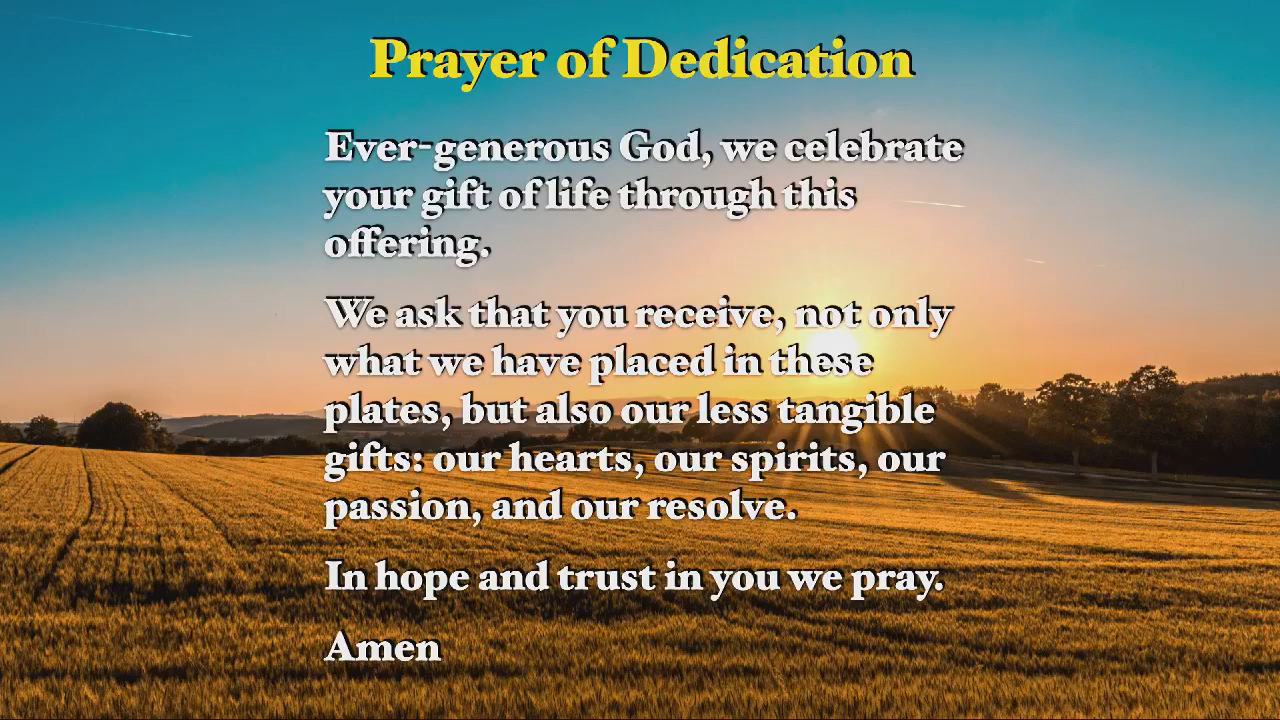 Prayer of Dedication
Ever-generous God, we celebrate
your gift of life through this
offering.
We ask that you receive, not only
what we have placed in these
plates, but also our less tangible
gifts: our hearts, our spirits, our
passion, and our resolve.
In hope and trust in you we pray.
Amen